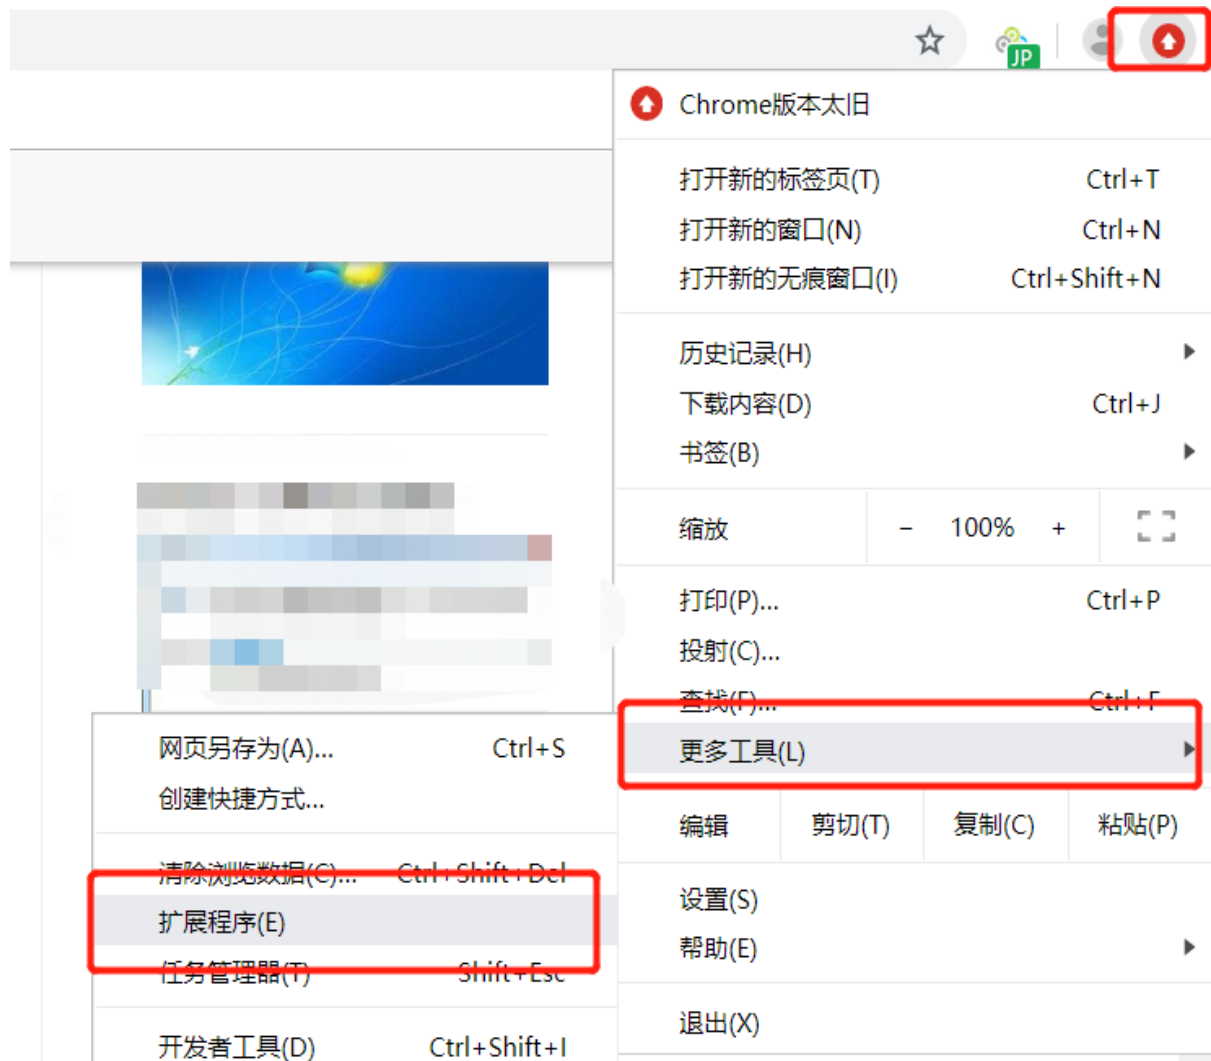 JP
Chrome版本太旧
打开新的标签页(T) Ctrl+T
打开新的窗口(N) Ctrl+N
打开新的无痕窗口(I) Ctrl+Shift+N
历史记录(H)
下载内容(D) Ctrl+J
书签(B)
缩放 - 100% +
打印(P)... Ctrl+P
投射(C)...
查找(F)... Ctrl+F
更多工具(L)
编辑 剪切(T) 复制(C) 粘贴(P)
设置(S)
帮助(E)
退出(X)
网页另存为(A)... Ctrl+S
创建快捷方式...
清除浏览数据(C)... Ctrl+Shift+Del
扩展程序(E)
任务管理器(T) Shift+Esc
开发者工具(D) Ctrl+Shift+I